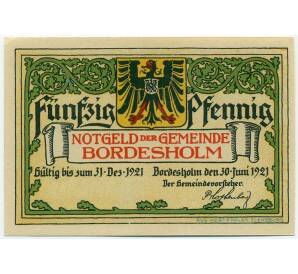 Fünfzig Pfennig
NOTGELD DER GEMEINDE
BORDESHOLM
Gültig bis zum 31·Dez·1921 Bordesholm den 30·Juni 1921
Der Gemeindevorsteher.